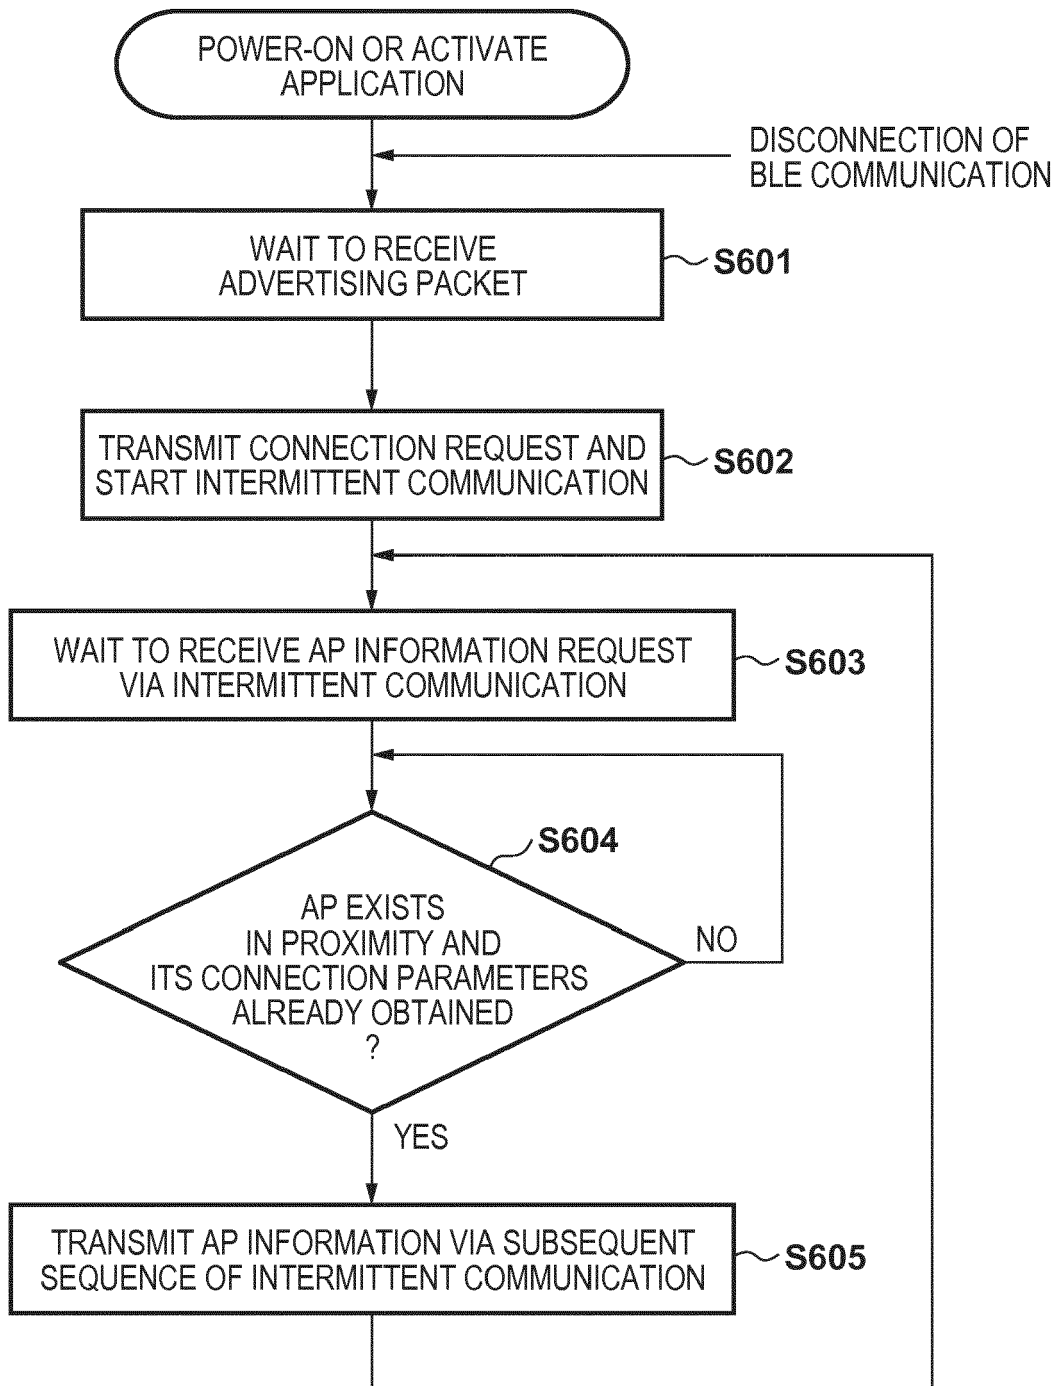 POWER-ON OR ACTIVATE
APPLICATION
DISCONNECTION OF
BLE COMMUNICATION
WAIT TO RECEIVE
ADVERTISING PACKET
S601
TRANSMIT CONNECTION REQUEST AND
START INTERMITTENT COMMUNICATION
S602
WAIT TO RECEIVE AP INFORMATION REQUEST
VIA INTERMITTENT COMMUNICATION
S603
S604
AP EXISTS
IN PROXIMITY AND
ITS CONNECTION PARAMETERS
ALREADY OBTAINED
?
NO
YES
TRANSMIT AP INFORMATION VIA SUBSEQUENT
SEQUENCE OF INTERMITTENT COMMUNICATION
S605